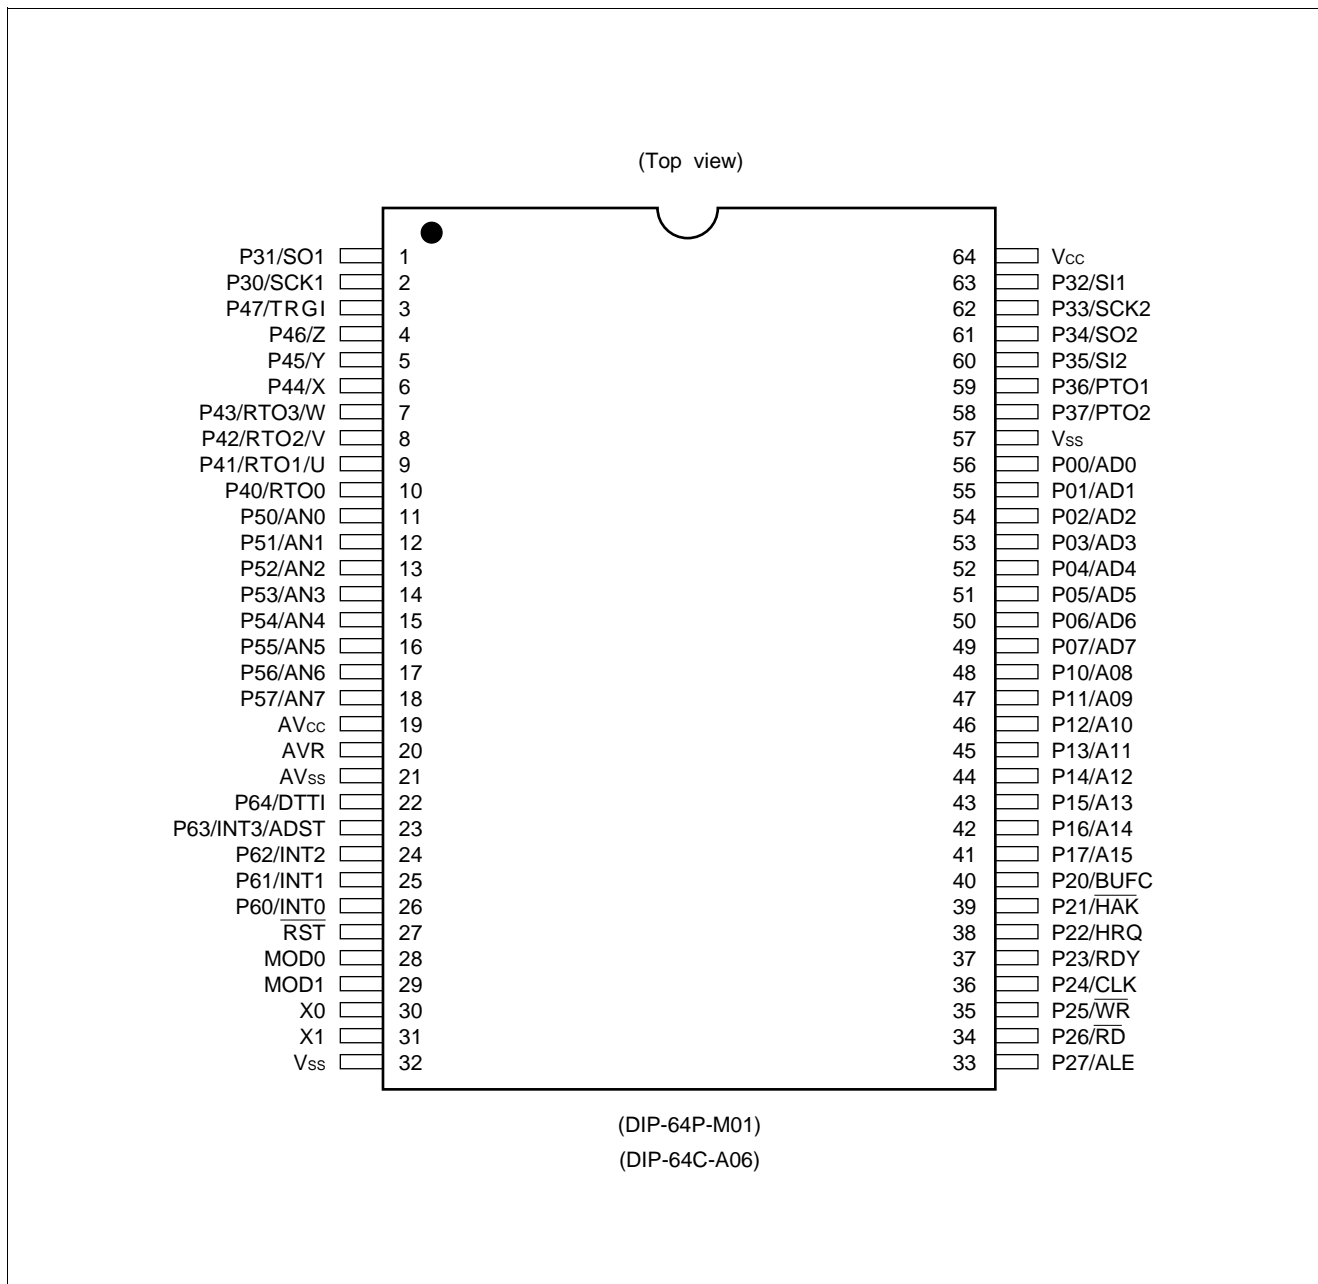 (Top view)
P31/SO1 1 64 Vcc
P30/SCK1 2 63 P32/SI1
P47/TRGI 3 62 P33/SCK2
P46/Z 4 61 P34/SO2
P45/Y 5 60 P35/SI2
P44/X 6 59 P36/PTO1
P43/RTO3/W 7 58 P37/PTO2
P42/RTO2/V 8 57 Vss
P41/RTO1/U 9 56 P00/AD0
P40/RTO0 10 55 P01/AD1
P50/AN0 11 54 P02/AD2
P51/AN1 12 53 P03/AD3
P52/AN2 13 52 P04/AD4
P53/AN3 14 51 P05/AD5
P54/AN4 15 50 P06/AD6
P55/AN5 16 49 P07/AD7
P56/AN6 17 48 P10/A08
P57/AN7 18 47 P11/A09
AVcc 19 46 P12/A10
AVR 20 45 P13/A11
AVss 21 44 P14/A12
P64/DTTI 22 43 P15/A13
P63/INT3/ADST 23 42 P16/A14
P62/INT2 24 41 P17/A15
P61/INT1 25 40 P20/BUFC
P60/INT0 26 39 P21/H̅A̅K̅
R̅S̅T̅ 27 38 P22/HRQ
MOD0 28 37 P23/RDY
MOD1 29 36 P24/CLK
X0 30 35 P25/W̅R̅
X1 31 34 P26/R̅D̅
Vss 32 33 P27/ALE
(DIP-64P-M01)
(DIP-64C-A06)